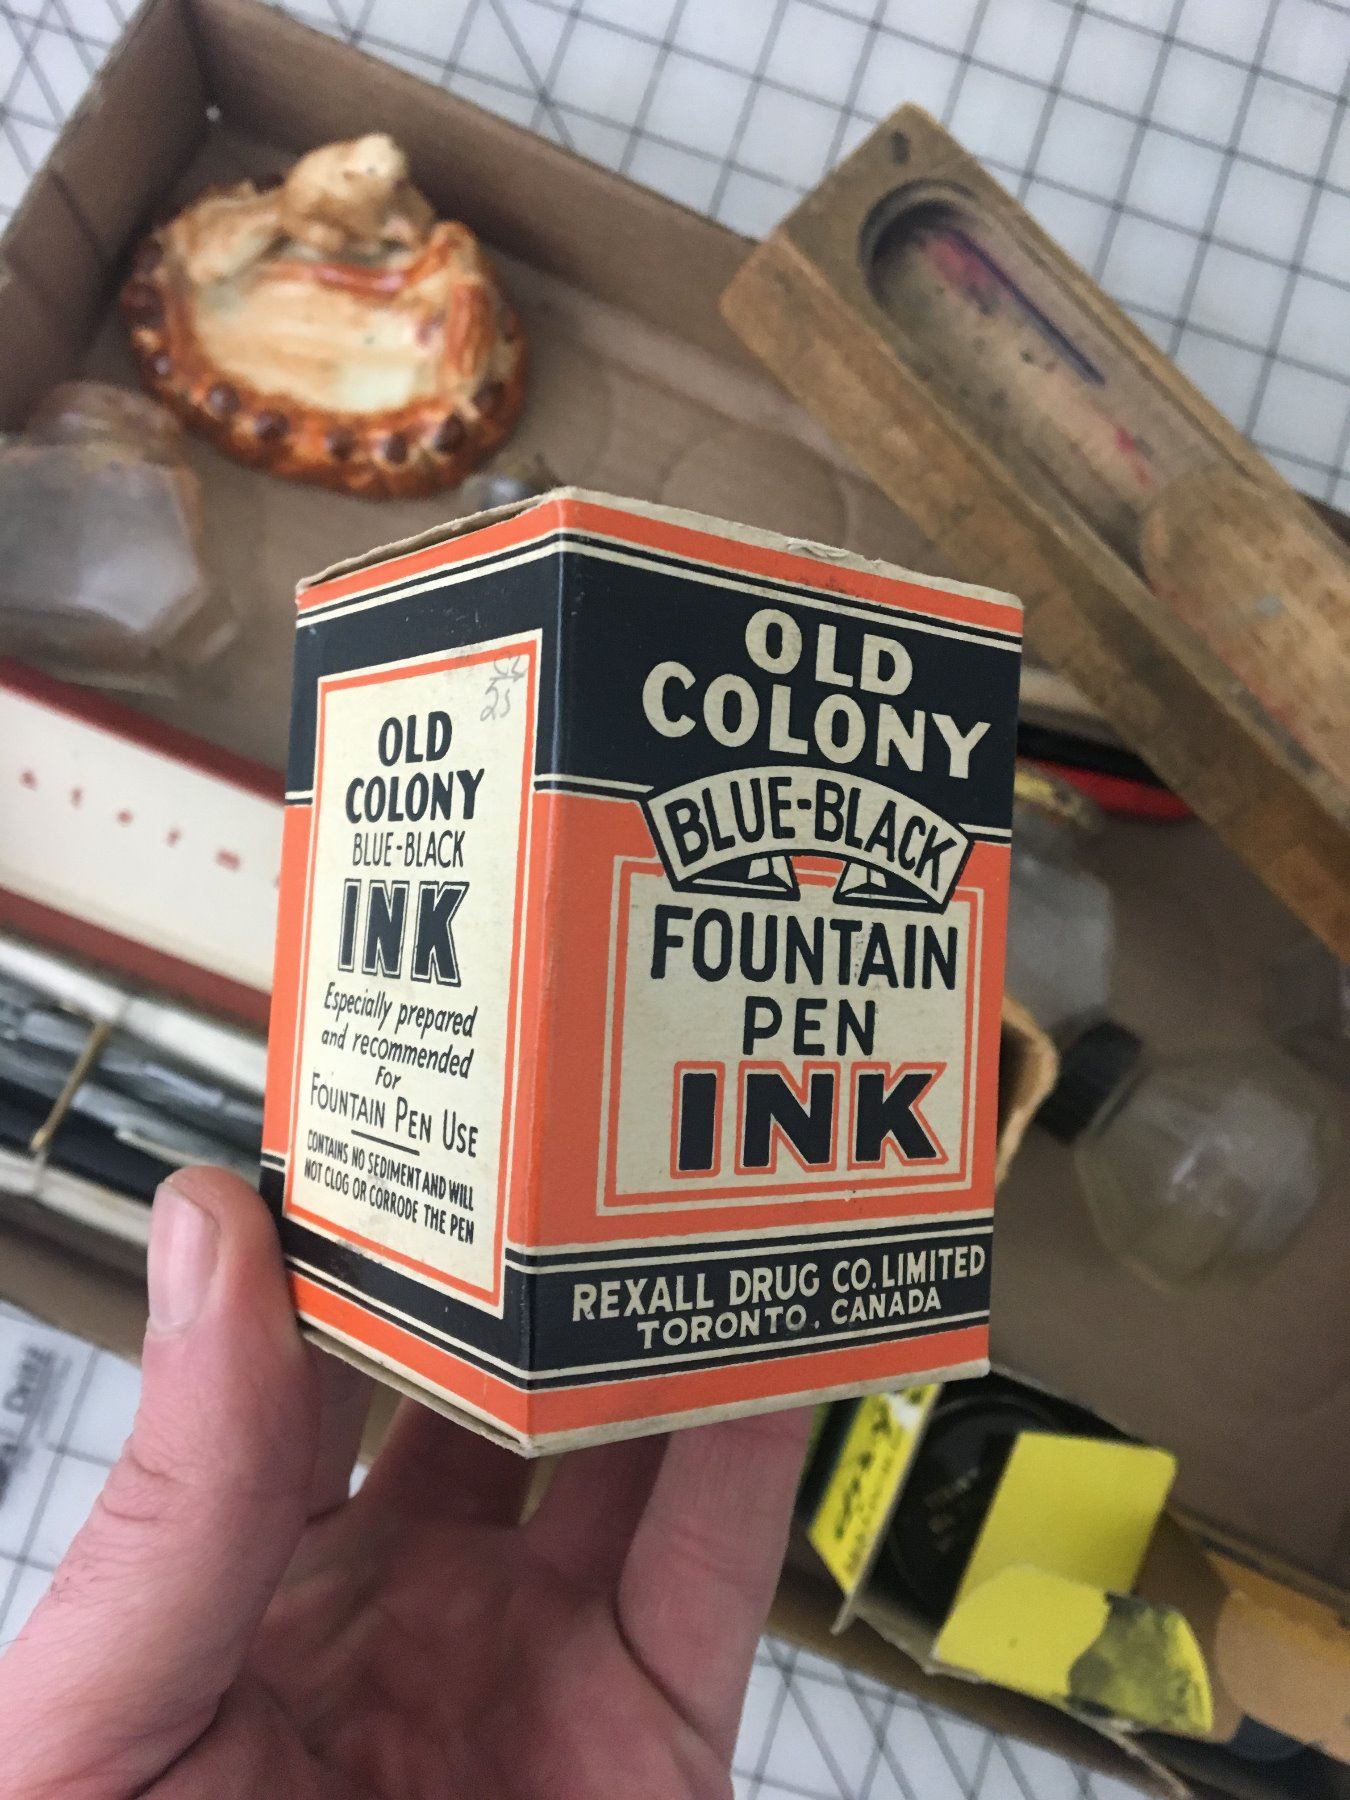 OLD
COLONY
BLUE-BLACK
INK
Especially prepared
and recommended
For
FOUNTAIN PEN USE
CONTAINS NO SEDIMENT AND WILL
NOT CLOG OR CORRODE THE PEN
25
OLD
COLONY
BLUE-BLACK
FOUNTAIN
PEN
INK
REXALL DRUG CO. LIMITED
TORONTO, CANADA